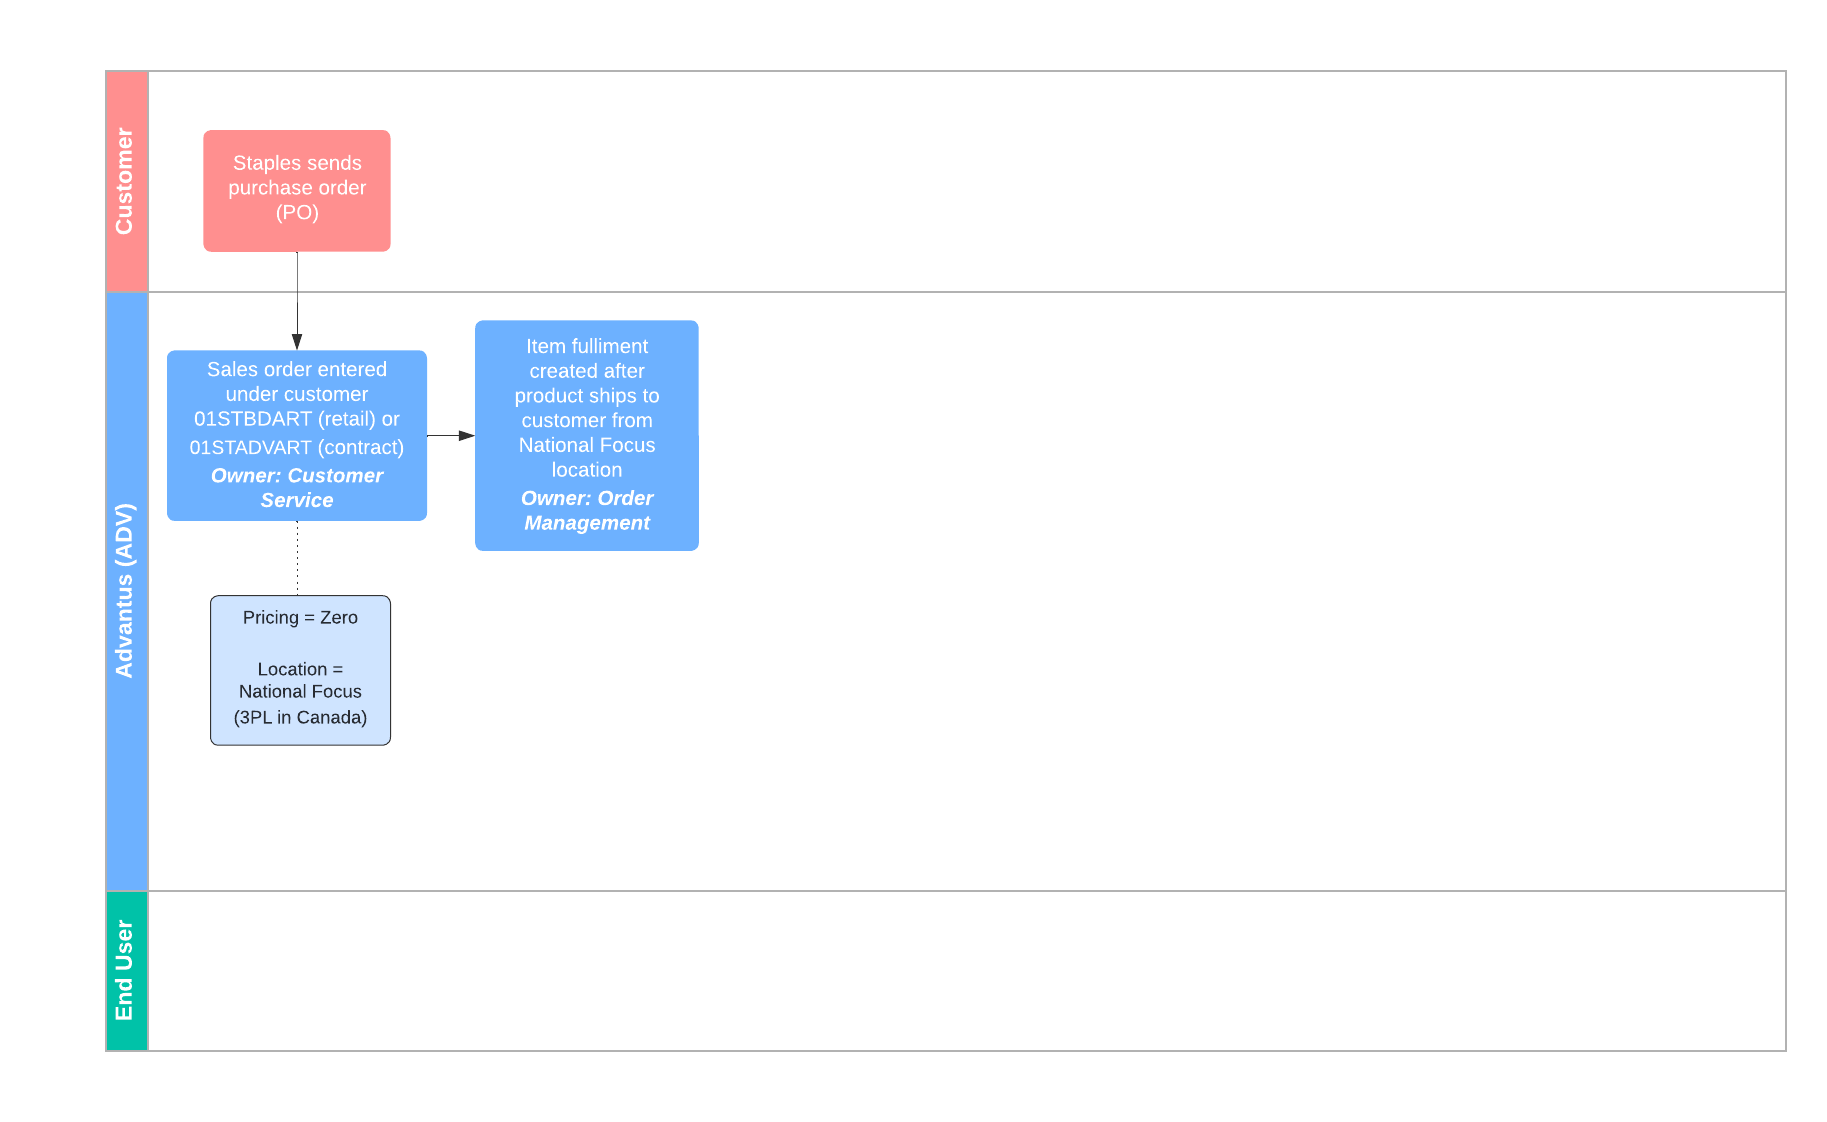 Customer
Staples sends
purchase order
(PO)
Advantus (ADV)
Sales order entered
under customer
01STBDART (retail) or
01STADVART (contract)
Owner: Customer
Service
Item fulliment
created after
product ships to
customer from
National Focus
location
Owner: Order
Management
Pricing = Zero
Location =
National Focus
(3PL in Canada)
End User